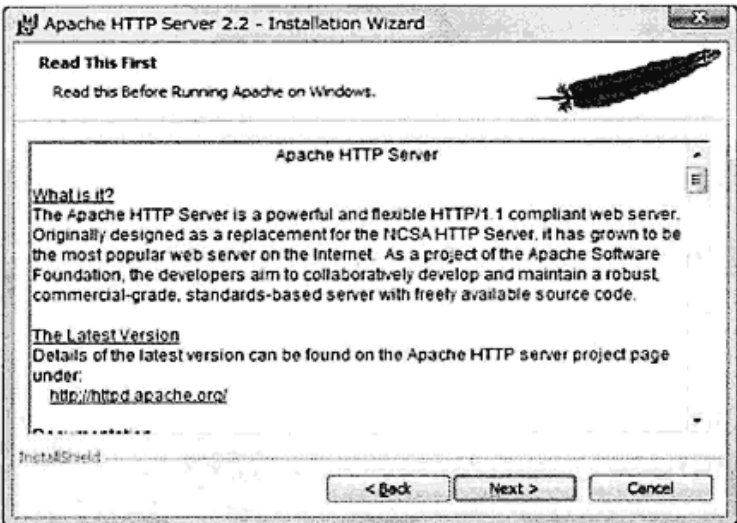 Apache HTTP Server 2.2 - Installation Wizard
Read This First
Read this Before Running Apache on Windows.
Apache HTTP Server
What is it?
The Apache HTTP Server is a powerful and flexible HTTP/1.1 compliant web server.
Originally designed as a replacement for the NCSA HTTP Server, it has grown to be
the most popular web server on the Internet. As a project of the Apache Software
Foundation, the developers aim to collaboratively develop and maintain a robust,
commercial-grade, standards-based server with freely available source code.
The Latest Version
Details of the latest version can be found on the Apache HTTP server project page
under:
http://httpd.apache.org/
InstallShield
< Back
Next >
Cancel